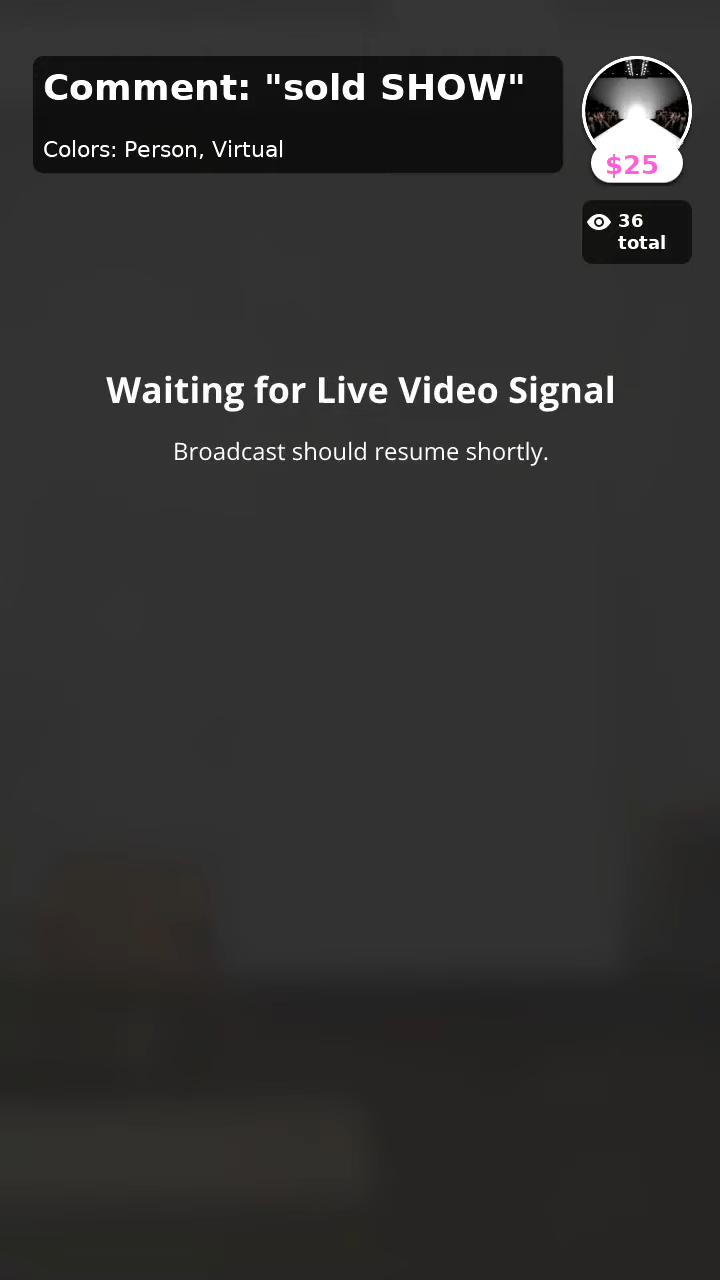 Comment: "sold SHOW"
Colors: Person, Virtual
$25
36
total
Waiting for Live Video Signal
Broadcast should resume shortly.